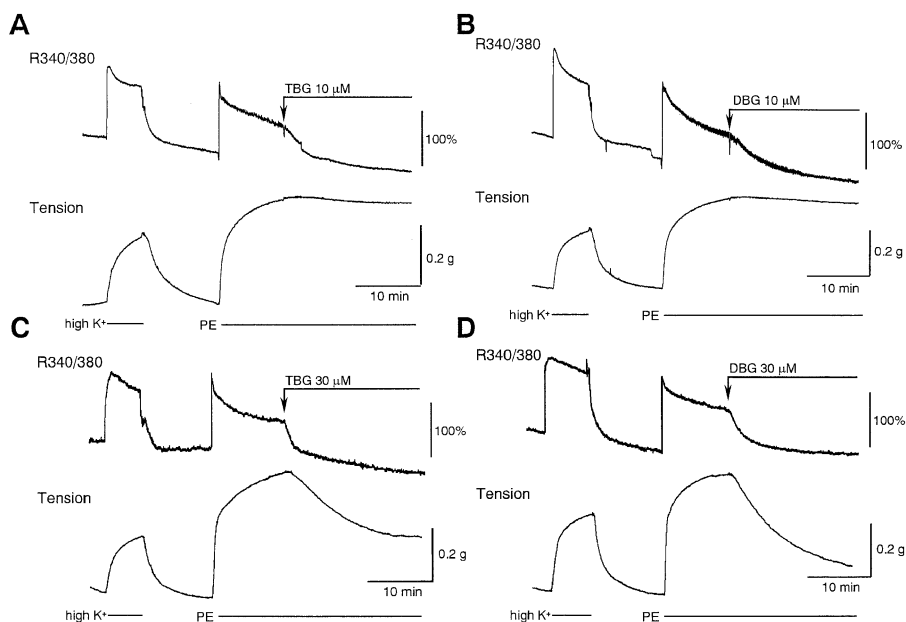 A
R340/380
TBG 10 μM
100%
Tension
0.2 g
10 min
high K+
PE
B
R340/380
DBG 10 μM
100%
Tension
0.2 g
10 min
high K+
PE
C
R340/380
TBG 30 μM
100%
Tension
0.2 g
10 min
high K+
PE
D
R340/380
DBG 30 μM
100%
Tension
0.2 g
10 min
high K+
PE